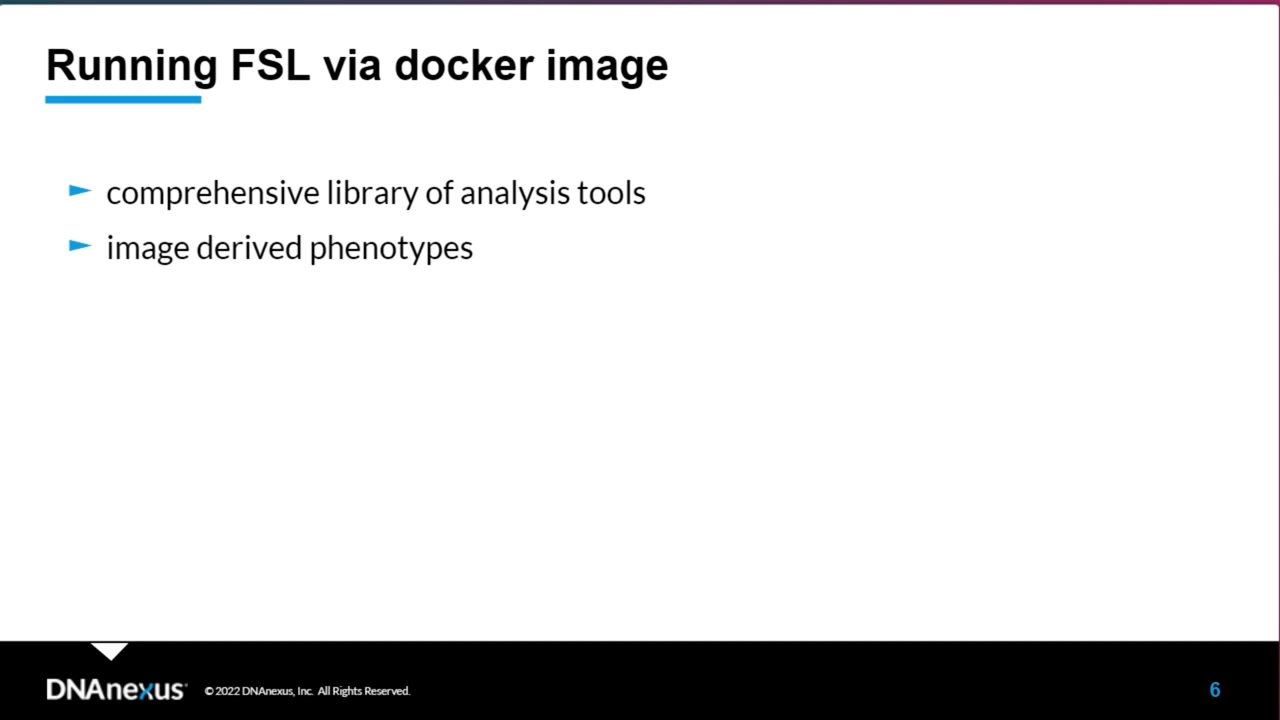 Running FSL via docker image
► comprehensive library of analysis tools
► image derived phenotypes
DNAnexus © 2022 DNAnexus, Inc. All Rights Reserved.
6